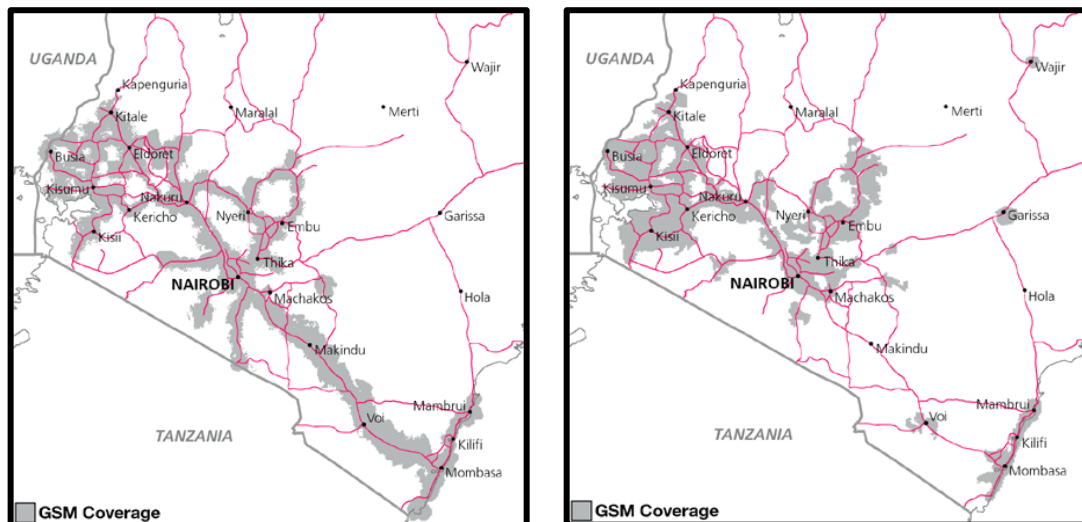 UGANDA
Kapenguria
Kitale
Maralal
Merti
Wajir
Busia
Eldoret
Kisumu
Nakuru
Kericho
Nyeri
Embu
Garissa
Kisii
Thika
NAIROBI
Machakos
Hola
Makindu
Mambrui
Voi
TANZANIA
Kilifi
Mombasa
GSM Coverage
UGANDA
Wajir
Kapenguria
Kitale
Maralal
Merti
Busia
Eldoret
Kisumu
Nakuru
Kericho
Nyeri
Embu
Garissa
Kisii
Thika
NAIROBI
Machakos
Hola
Makindu
Mambrui
Voi
TANZANIA
Kilifi
Mombasa
GSM Coverage